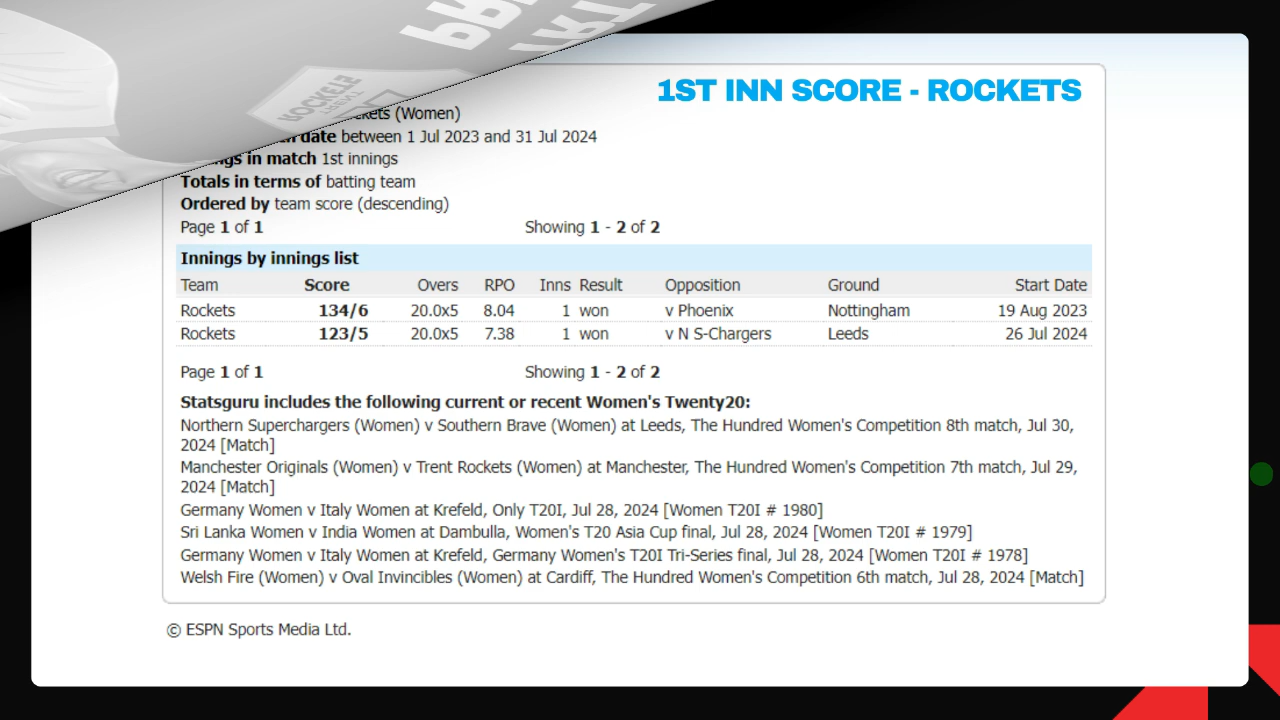 1ST INN SCORE - ROCKETS
(Women)
date between 1 Jul 2023 and 31 Jul 2024
in match 1st innings
Totals in terms of batting team
Ordered by team score (descending)
Page 1 of 1 Showing 1 - 2 of 2
Innings by innings list
Team Score Overs RPO Inns Result Opposition Ground Start Date
Rockets 134/6 20.0x5 8.04 1 won v Phoenix Nottingham 19 Aug 2023
Rockets 123/5 20.0x5 7.38 1 won v N S-Chargers Leeds 26 Jul 2024
Page 1 of 1 Showing 1 - 2 of 2
Statsguru includes the following current or recent Women's Twenty20:
Northern Superchargers (Women) v Southern Brave (Women) at Leeds, The Hundred Women's Competition 8th match, Jul 30,
2024 [Match]
Manchester Originals (Women) v Trent Rockets (Women) at Manchester, The Hundred Women's Competition 7th match, Jul 29,
2024 [Match]
Germany Women v Italy Women at Krefeld, Only T20I, Jul 28, 2024 [Women T20I # 1980]
Sri Lanka Women v India Women at Dambulla, Women's T20 Asia Cup final, Jul 28, 2024 [Women T20I # 1979]
Germany Women v Italy Women at Krefeld, Germany Women's T20I Tri-Series final, Jul 28, 2024 [Women T20I # 1978]
Welsh Fire (Women) v Oval Invincibles (Women) at Cardiff, The Hundred Women's Competition 6th match, Jul 28, 2024 [Match]
© ESPN Sports Media Ltd.